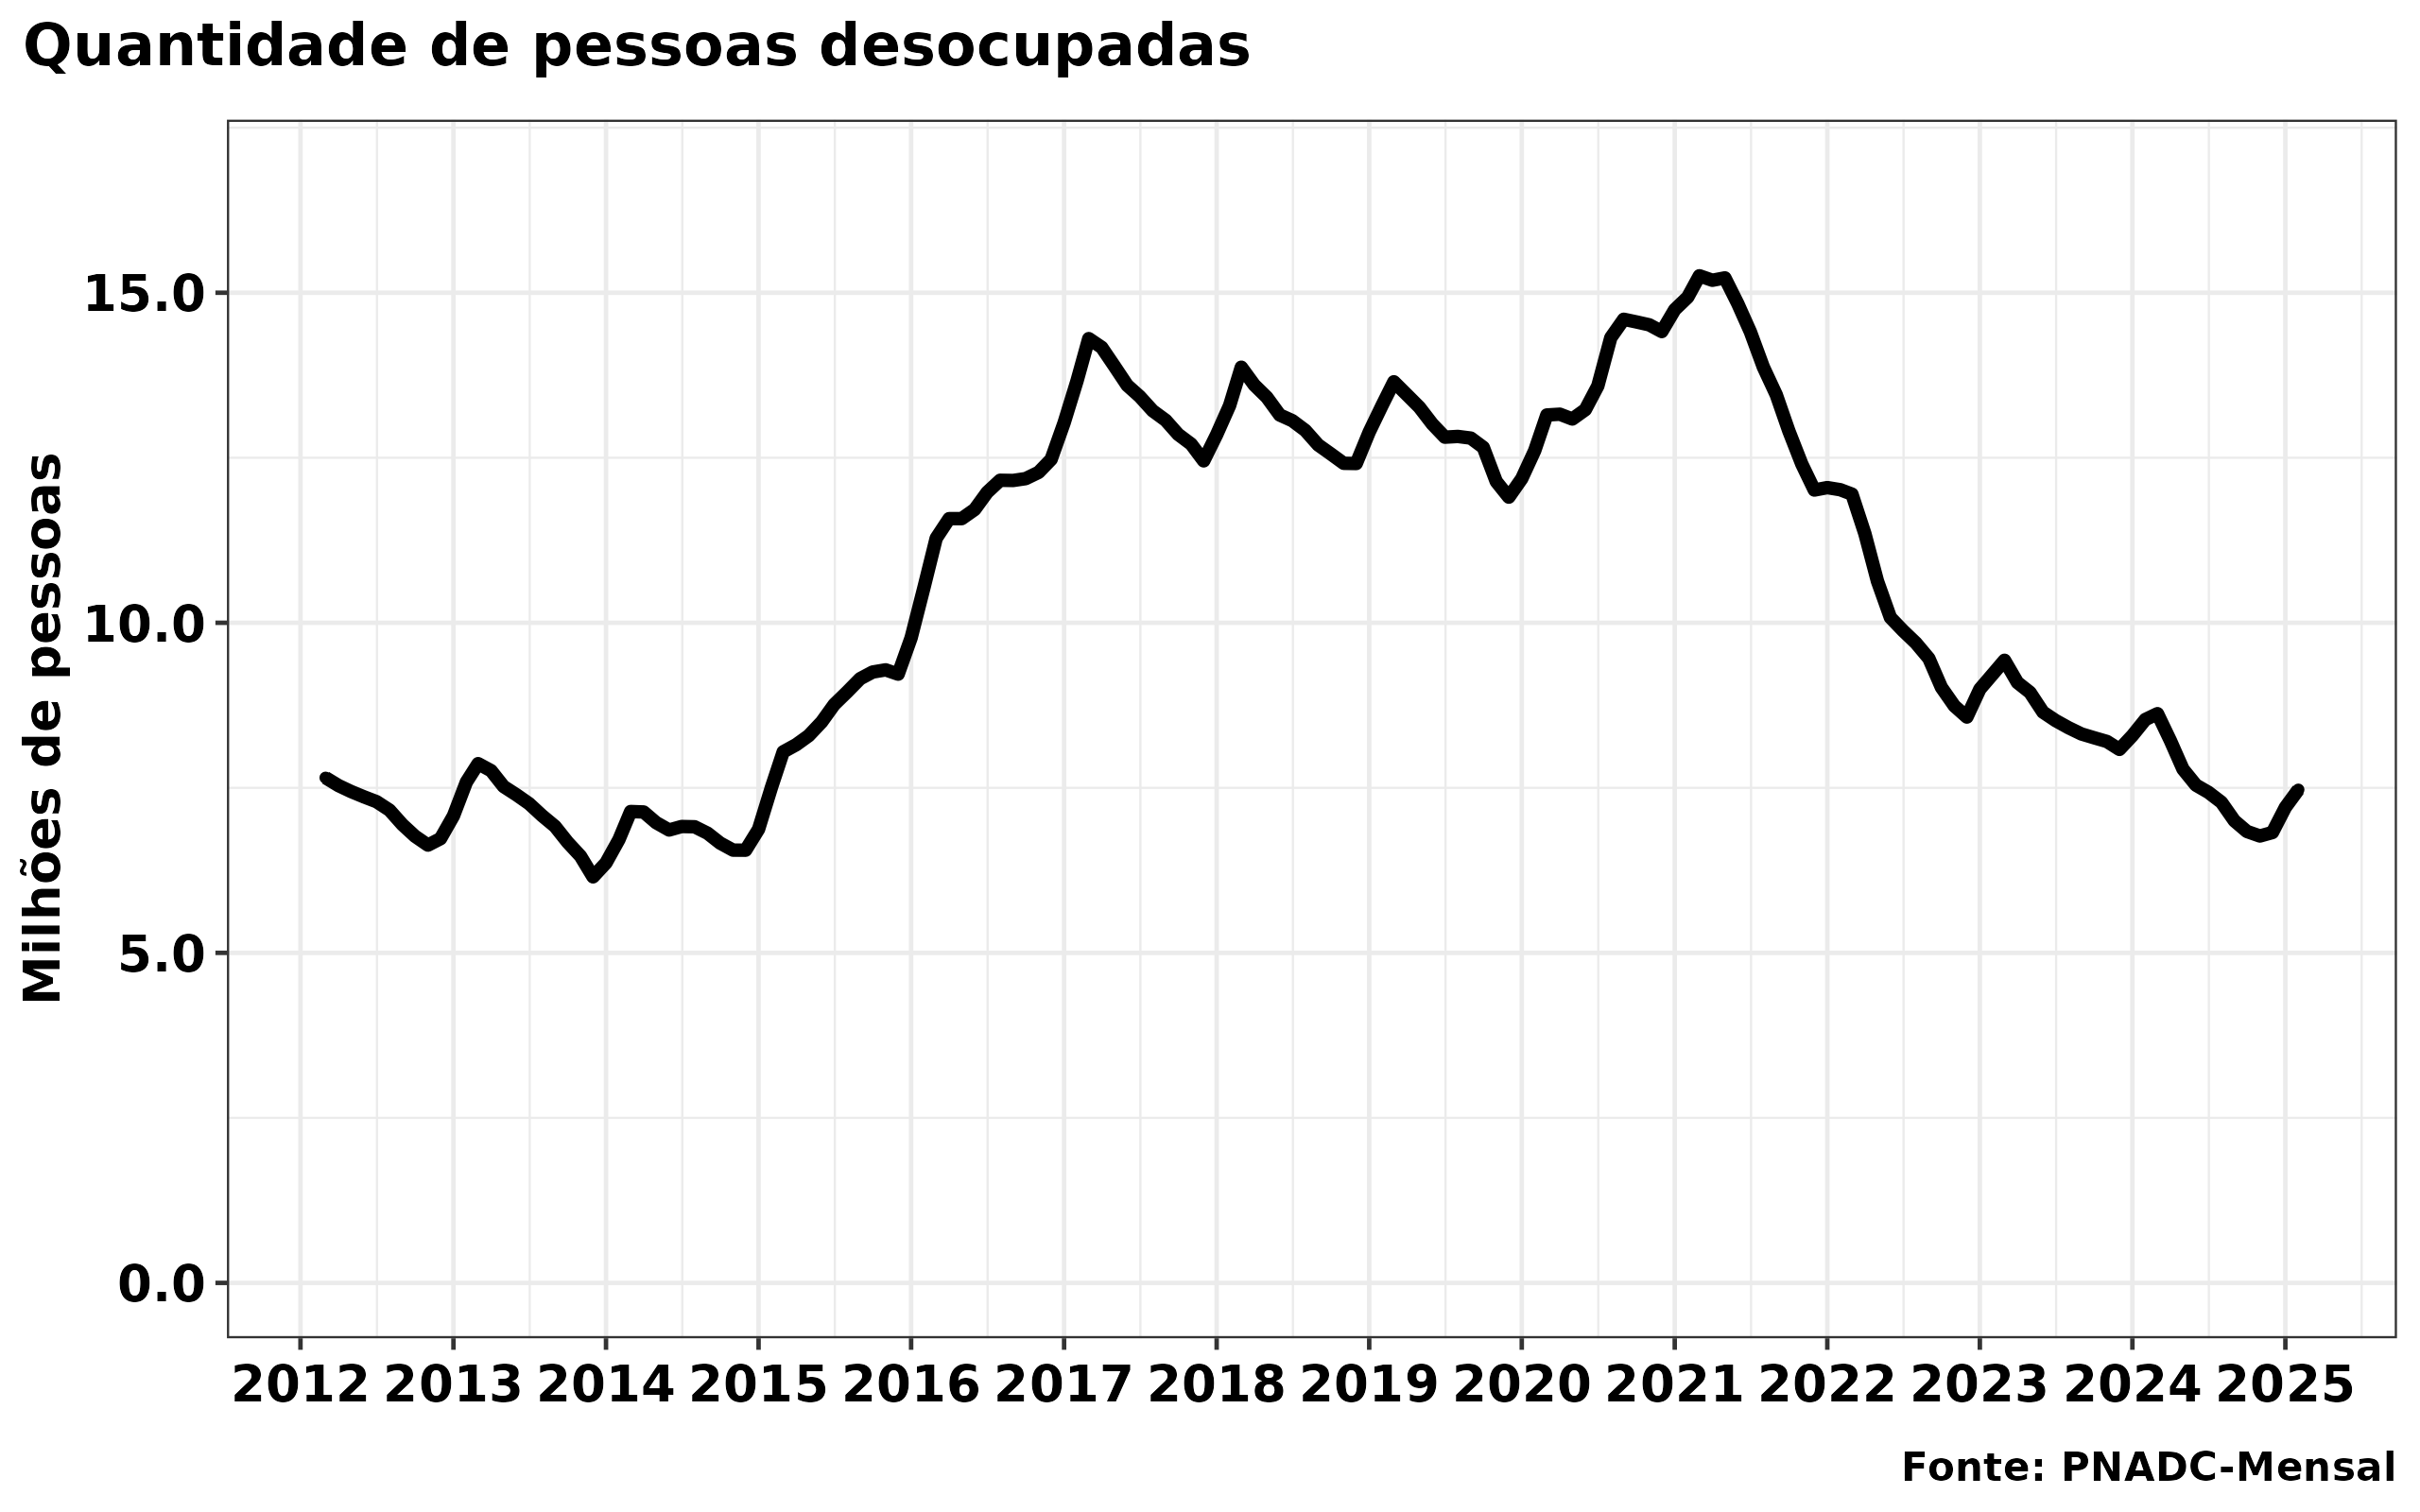 Quantidade de pessoas desocupadas
Milhões de pessoas
15.0
10.0
5.0
0.0
2012 2013 2014 2015 2016 2017 2018 2019 2020 2021 2022 2023 2024 2025
Fonte: PNADC-Mensal